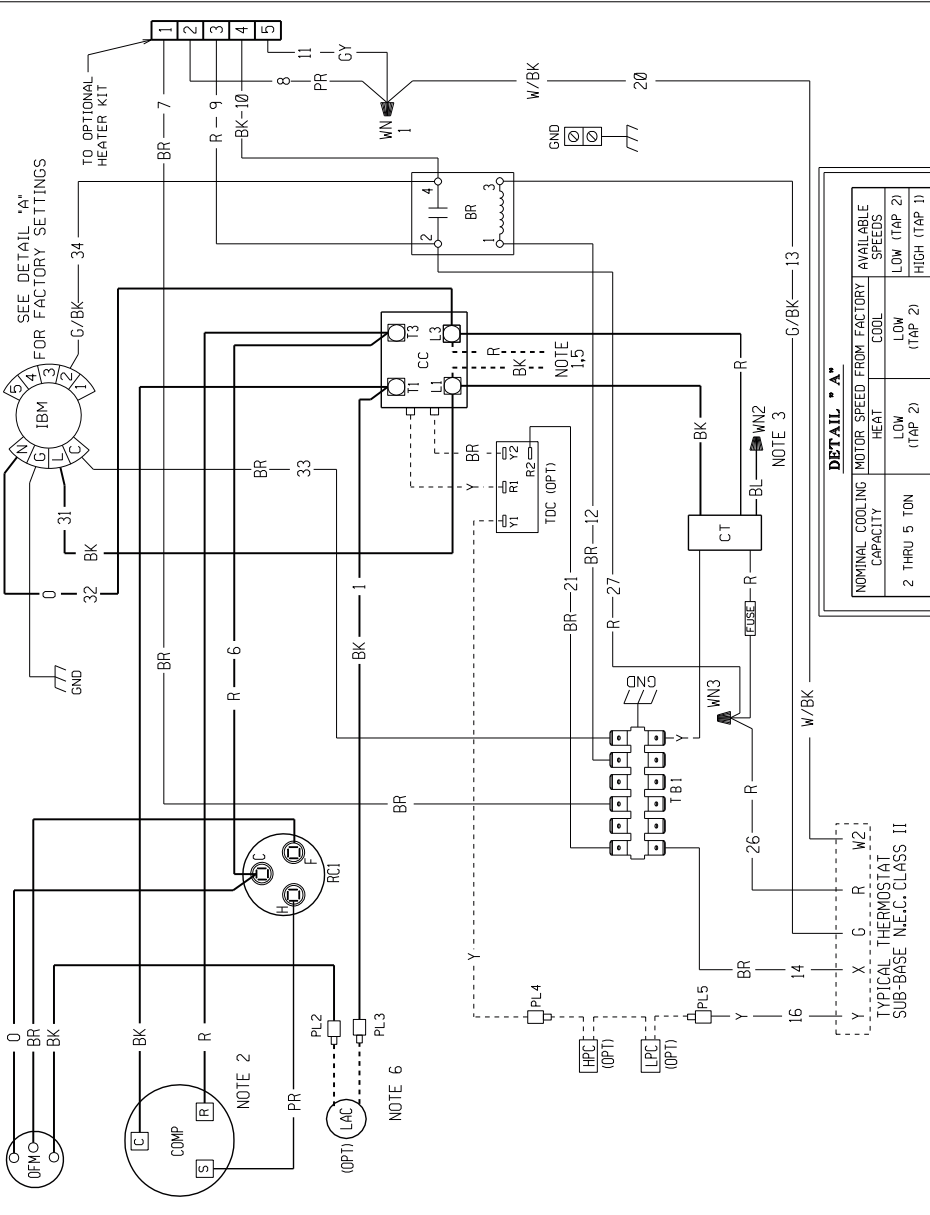 TO OPTIONAL
HEATER KIT
1
2
3
4
5
11
GY
8
PR
BR
7
R
9
BK-10
WN
1
W/BK
20
GND
SEE DETAIL "A"
FOR FACTORY SETTINGS
G/BK
34
5
4
3
2
1
IBM
N
G
L
C
31
BK
O
32
GND
BR
33
4
2
BR
3
1
T3
T1
CC
L3
L1
R
BK
NOTE
1,5
G/BK
13
BR
Y
Y2
R2
R1
Y1
TDC (OPT)
BR
12
BR
21
R
27
BK
R
BL
WN2
NOTE 3
CT
R
FUSE
WN3
Y
GND
TB1
BR
BR
R
6
BK
1
C
F
H
RC1
O
BR
BK
OFM
BK
R
C
R
S
COMP
NOTE 2
PR
PL2
PL3
LAC
(OPT)
NOTE 6
Y
PL4
HPC
(OPT)
LPC
(OPT)
PL5
Y
16
BR
14
R
26
W/BK
Y
X
G
R
W2
TYPICAL THERMOSTAT
SUB-BASE N.E.C. CLASS II
DETAIL " A"
NOMINAL COOLING
CAPACITY
MOTOR SPEED FROM FACTORY
HEAT
COOL
AVAILABLE
SPEEDS
2 THRU 5 TON
LOW
(TAP 2)
LOW
(TAP 2)
LOW (TAP 2)
HIGH (TAP 1)